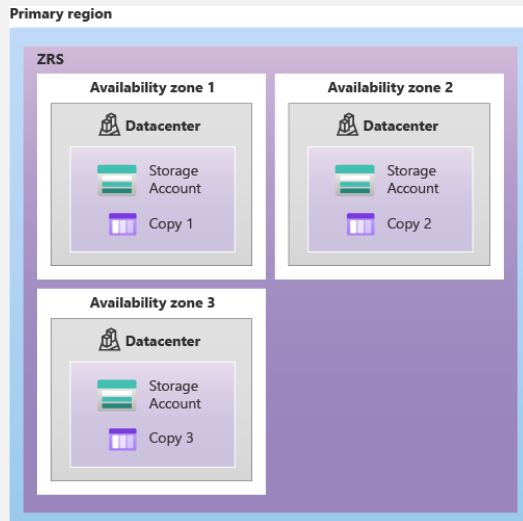 Primary region
ZRS
Availability zone 1
Datacenter
Storage
Account
Copy 1
Availability zone 2
Datacenter
Storage
Account
Copy 2
Availability zone 3
Datacenter
Storage
Account
Copy 3